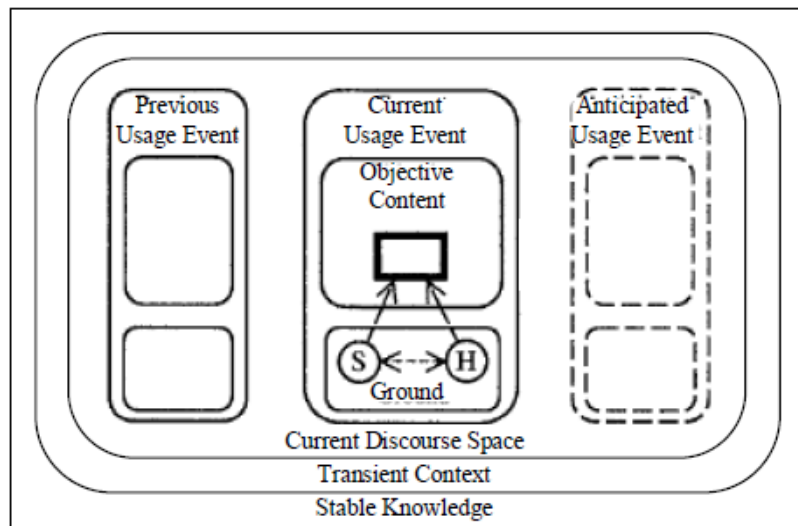 Previous
Usage Event
Current
Usage Event
Anticipated
Usage Event
Objective
Content
S
H
Ground
Current Discourse Space
Transient Context
Stable Knowledge